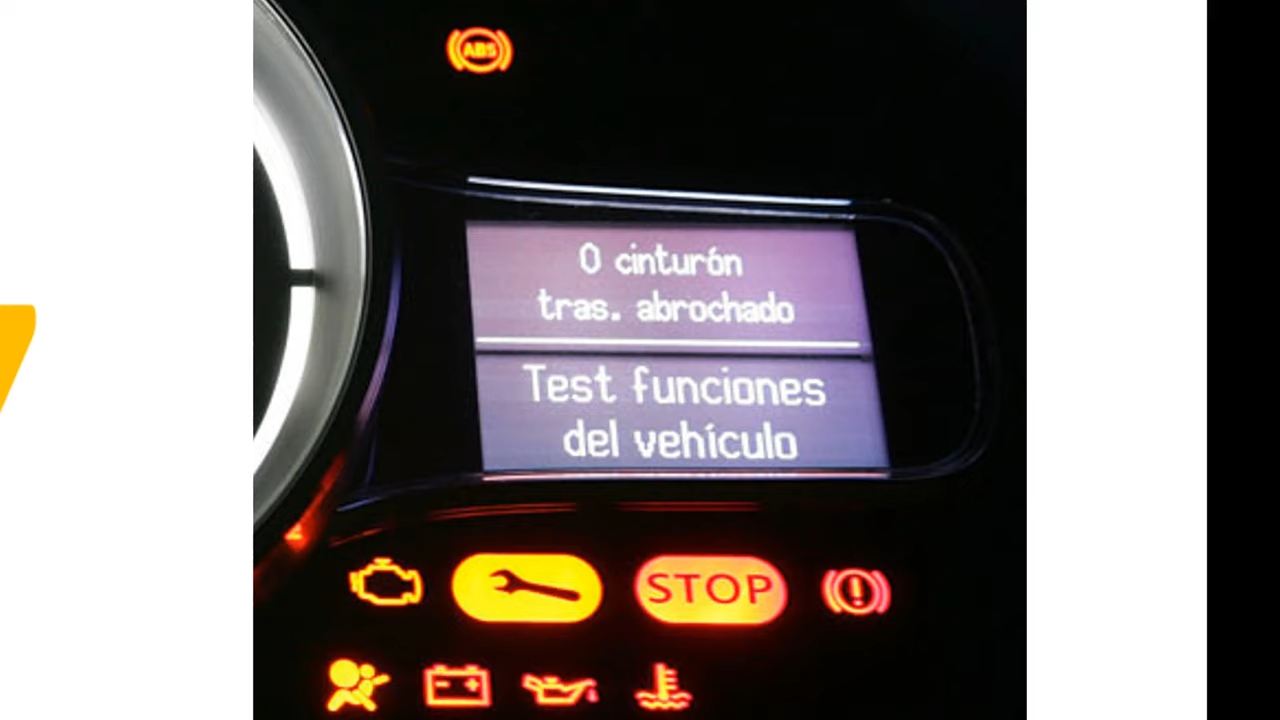 ABS
0 cinturón
tras. abrochado
Test funciones
del vehículo
STOP